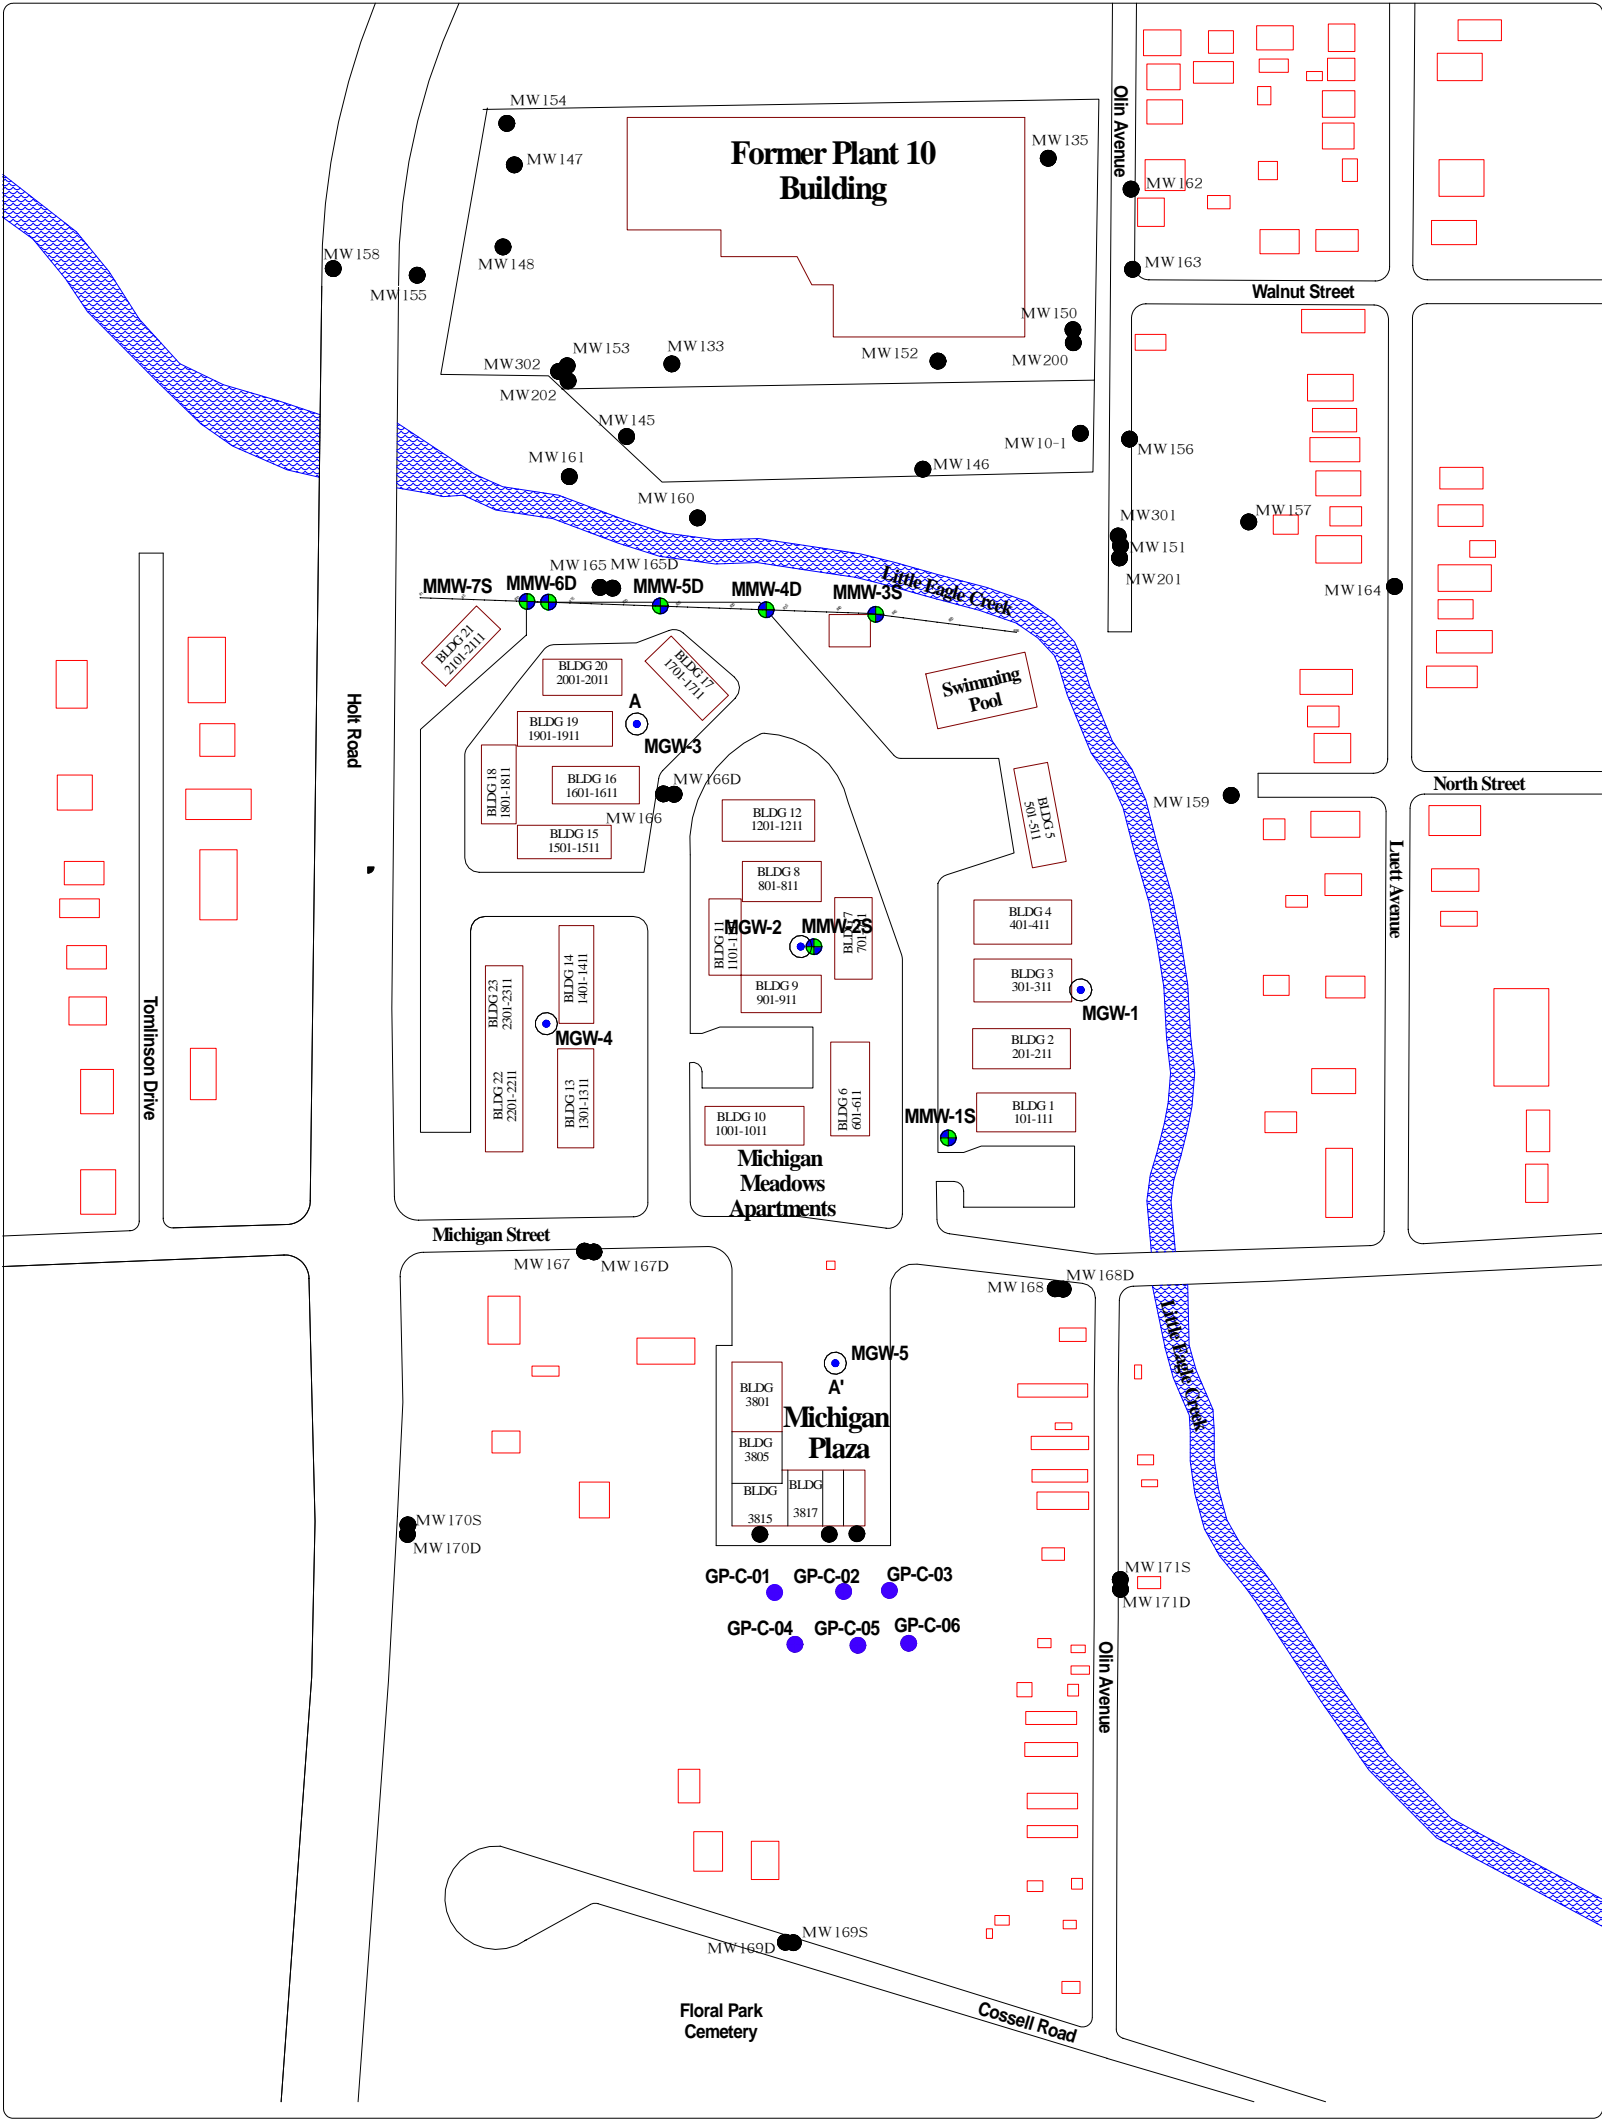 MW154
Former Plant 10
Building
MW147
MW135
Olin Avenue
MW162
MW148
MW158
MW155
MW163
Walnut Street
MW150
MW153
MW133
MW152
MW200
MW302
MW202
MW145
MW10-1
MW156
MW161
MW146
MW160
MW301
MW157
MW151
MW201
MW165
MW165D
MMW-7S
MMW-6D
MMW-5D
MMW-4D
MMW-3S
Little Eagle Creek
MW164
BLDG 21
2101-2111
BLDG 20
2001-2011
BLDG 17
1701-1711
Swimming
Pool
A
MGW-3
Holt Road
BLDG 19
1901-1911
BLDG 18
1801-1811
BLDG 16
1601-1611
MW166D
MW166
BLDG 15
1501-1511
BLDG 12
1201-1211
BLDG 5
501-511
MW159
North Street
Luett Avenue
BLDG 8
801-811
BLDG 11
MGW-2
MMW-2S
BLDG 4
401-411
BLDG 9
901-911
BLDG 3
301-311
MGW-1
BLDG 14
1401-1411
BLDG 23
2301-2311
MGW-4
Tomlinson Drive
BLDG 2
201-211
BLDG 22
2201-2211
BLDG 13
1301-1311
BLDG 6
601-611
BLDG 10
1001-1011
MMW-1S
BLDG 1
101-111
Michigan
Meadows
Apartments
Michigan Street
MW167
MW167D
MW168
MW168D
Little Eagle Creek
MGW-5
A'
BLDG
3801
Michigan
Plaza
BLDG
3805
BLDG
3815
BLDG
3817
MW170S
MW170D
GP-C-01
GP-C-02
GP-C-03
MW171S
MW171D
GP-C-04
GP-C-05
GP-C-06
Olin Avenue
MW169S
MW169D
Floral Park
Cemetery
Cossell Road